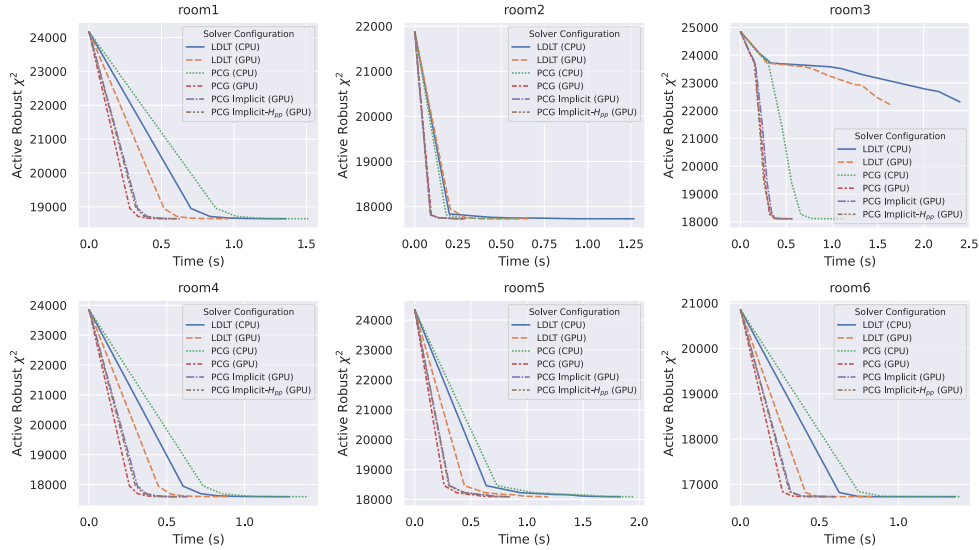 room1
Active Robust χ²
24000
23000
22000
21000
20000
19000
Solver Configuration
LDLT (CPU)
LDLT (GPU)
PCG (CPU)
PCG (GPU)
PCG Implicit (GPU)
PCG Implicit-Hpp (GPU)
0.0 0.5 1.0 1.5
Time (s)
room2
22000
21000
20000
19000
18000
Solver Configuration
LDLT (CPU)
LDLT (GPU)
PCG (CPU)
PCG (GPU)
PCG Implicit (GPU)
PCG Implicit-Hpp (GPU)
0.00 0.25 0.50 0.75 1.00 1.25
Time (s)
room3
Active Robust χ²
25000
24000
23000
22000
21000
20000
19000
18000
Solver Configuration
LDLT (CPU)
LDLT (GPU)
PCG (CPU)
PCG (GPU)
PCG Implicit (GPU)
PCG Implicit-Hpp (GPU)
0.0 0.5 1.0 1.5 2.0 2.5
Time (s)
room4
Active Robust χ²
24000
23000
22000
21000
20000
19000
18000
Solver Configuration
LDLT (CPU)
LDLT (GPU)
PCG (CPU)
PCG (GPU)
PCG Implicit (GPU)
PCG Implicit-Hpp (GPU)
0.0 0.5 1.0
Time (s)
room5
Active Robust χ²
24000
23000
22000
21000
20000
19000
18000
Solver Configuration
LDLT (CPU)
LDLT (GPU)
PCG (CPU)
PCG (GPU)
PCG Implicit (GPU)
PCG Implicit-Hpp (GPU)
0.0 0.5 1.0 1.5 2.0
Time (s)
room6
Active Robust χ²
21000
20000
19000
18000
17000
Solver Configuration
LDLT (CPU)
LDLT (GPU)
PCG (CPU)
PCG (GPU)
PCG Implicit (GPU)
PCG Implicit-Hpp (GPU)
0.0 0.5 1.0
Time (s)